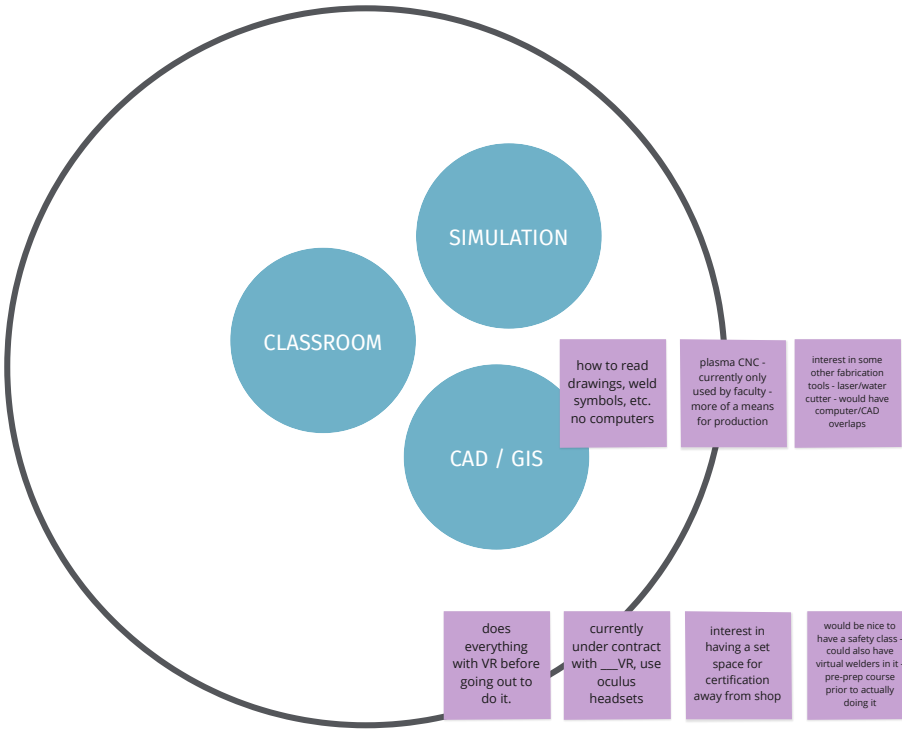 SIMULATION
CLASSROOM
CAD / GIS
how to read
drawings, weld
symbols, etc.
no computers
plasma CNC -
currently only
used by faculty -
more of a means
for production
interest in some
other fabrication
tools - laser/water
cutter - would have
computer/CAD
overlaps
does
everything
with VR before
going out to
do it.
currently
under contract
with ___VR, use
oculus
headsets
interest in
having a set
space for
certification
away from shop
would be nice to
have a safety class -
could also have
virtual welders in it -
pre-prep course
prior to actually
doing it